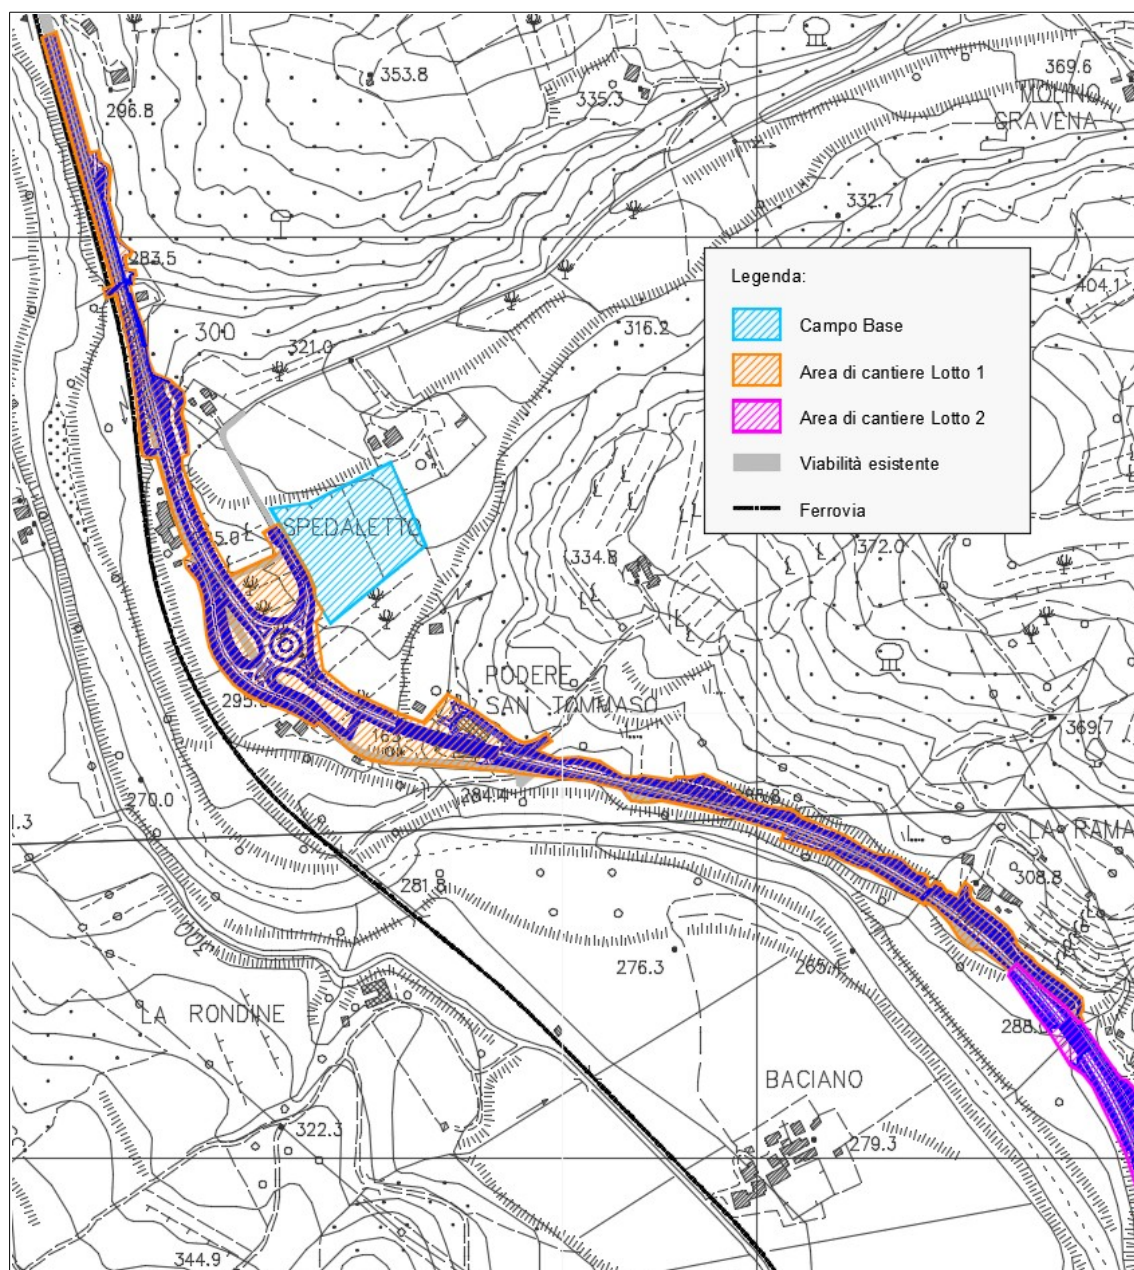 353.8
369.6
296.8
335.3
MOLINO
GRAVENA
332.7
283.5
404.1
Legenda:
Campo Base
Area di cantiere Lotto 1
Area di cantiere Lotto 2
Viabilità esistente
Ferrovia
300
316.2
321.0
SPEDALETTO
334.8
372.0
PODERE
SAN TOMMASO
369.7
270.0
284.4
LA RAMA
308.8
281.8
276.3
LA RONDINE
BACIANO
322.3
279.3
344.9